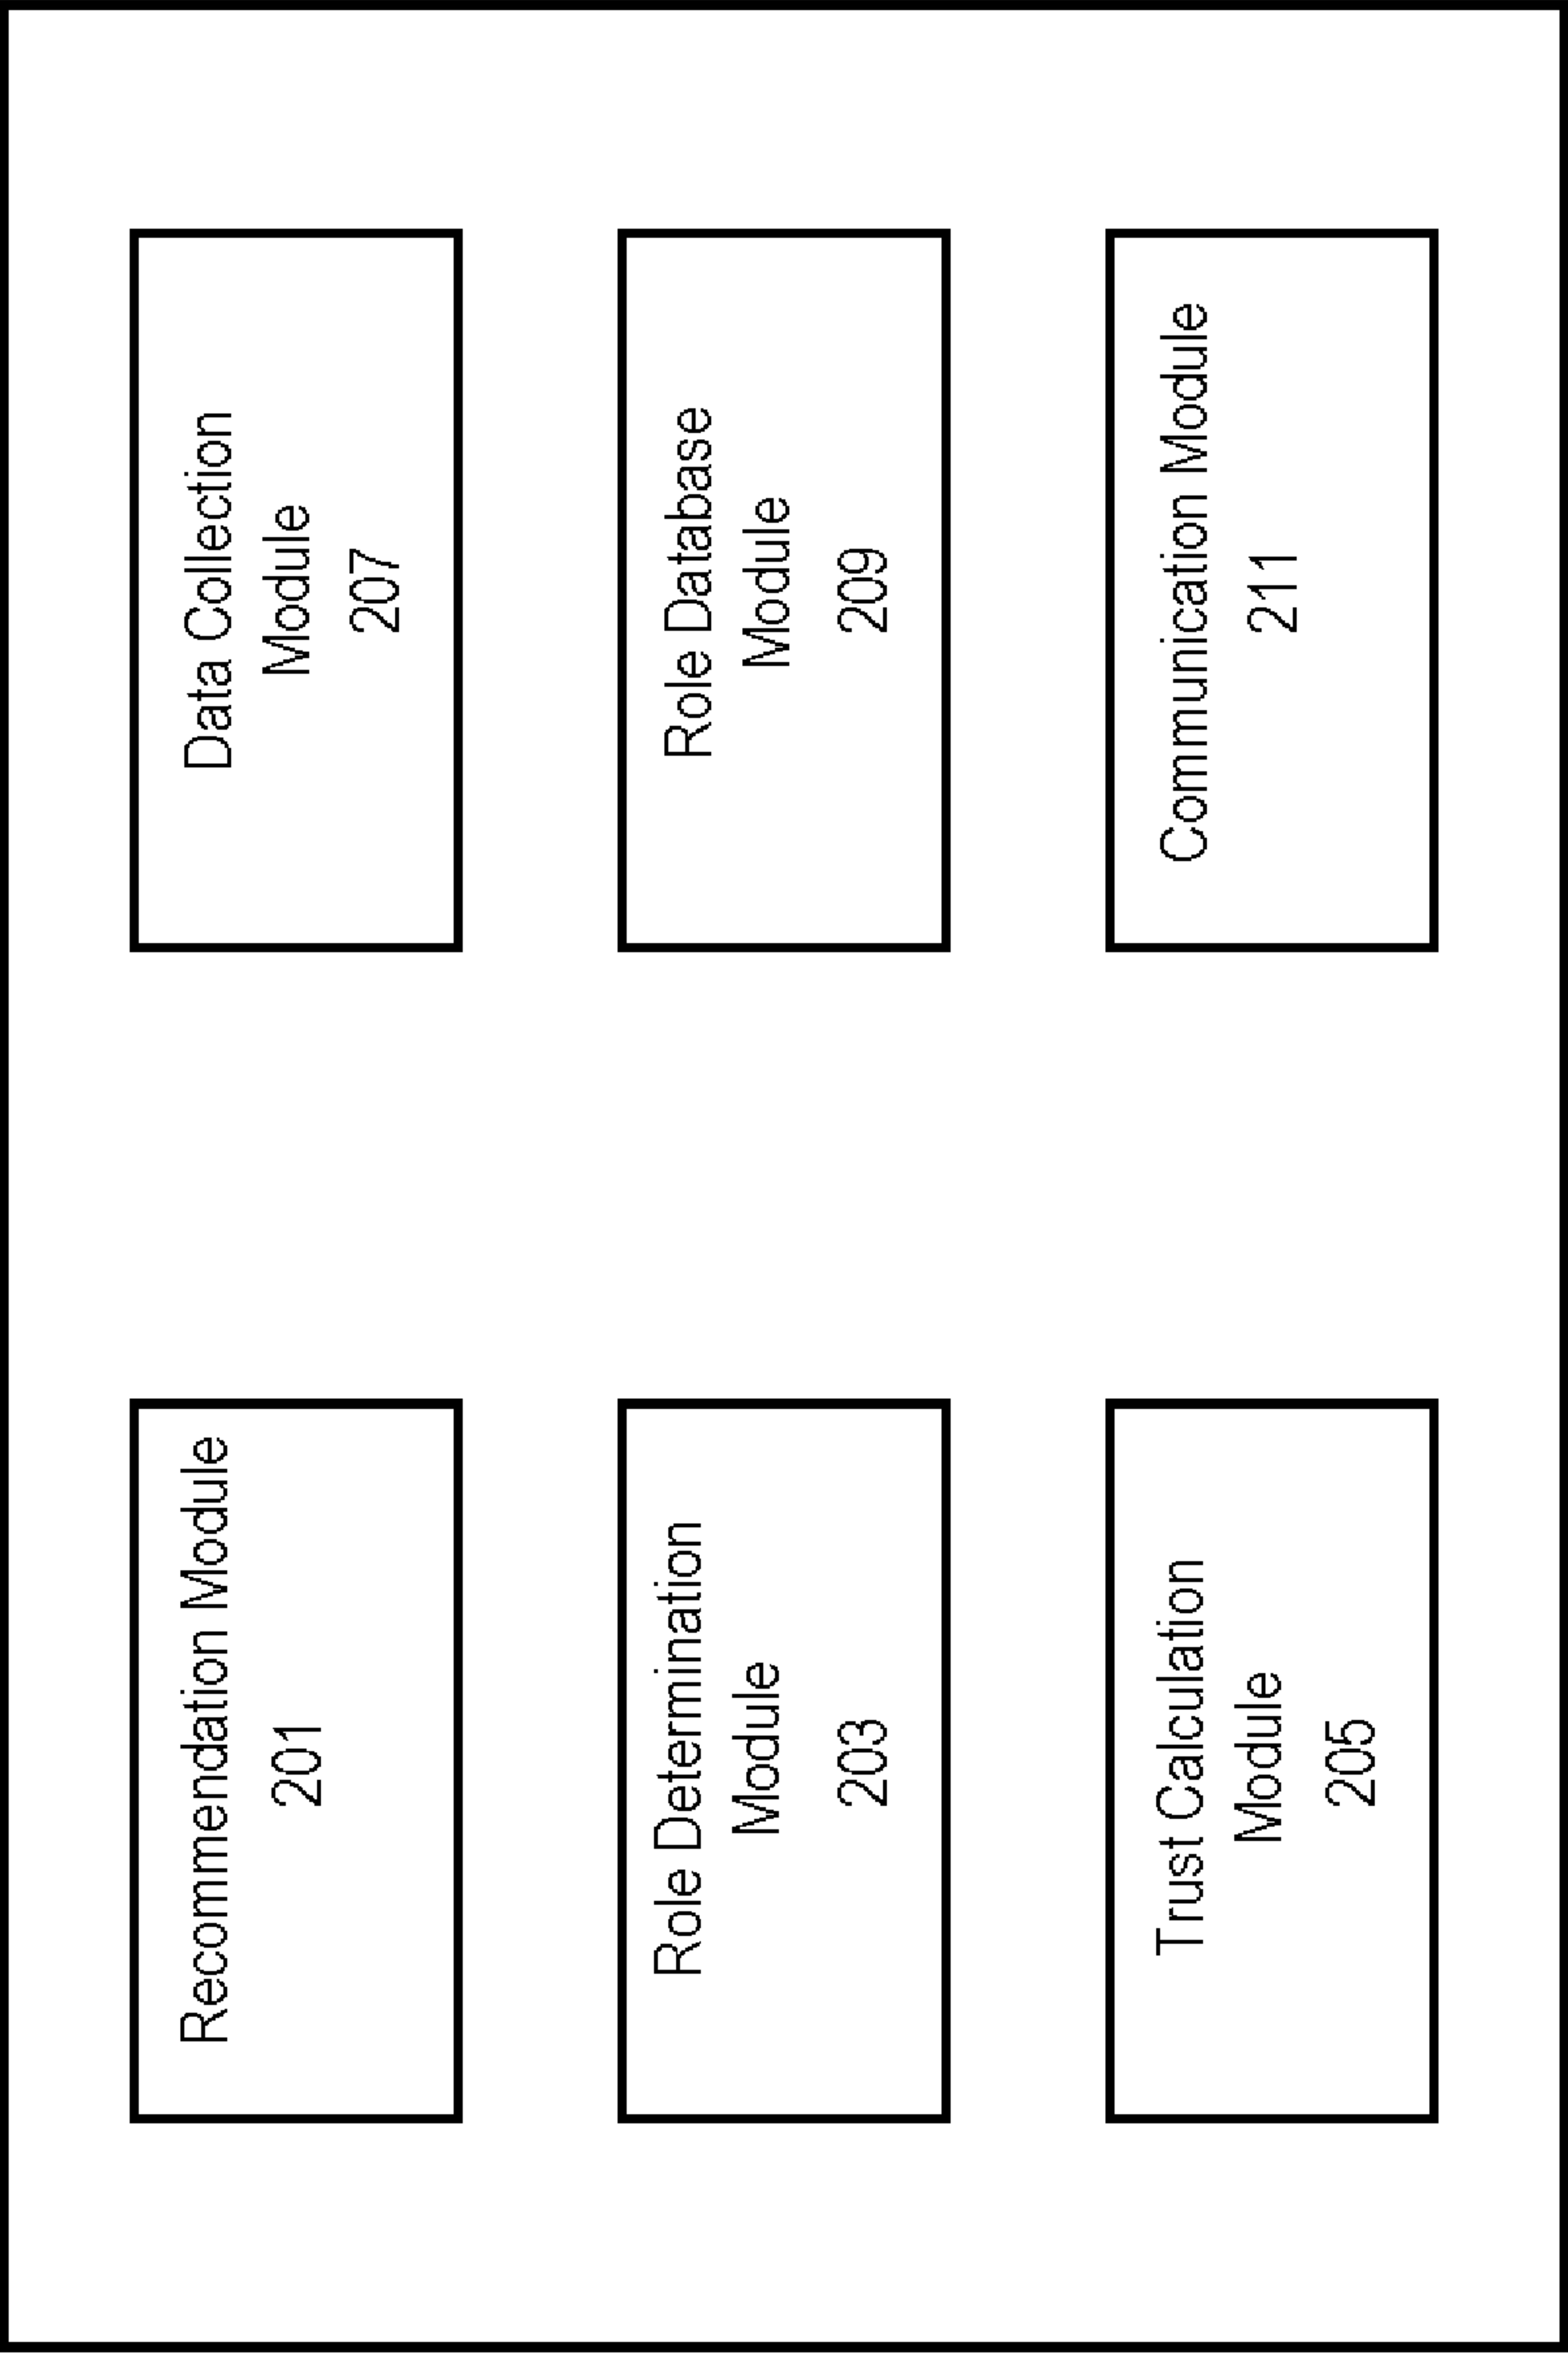 Recommendation Module
201
Role Determination
Module
203
Trust Calculation
Module
205
Data Collection
Module
207
Role Database
Module
209
Communication Module
211